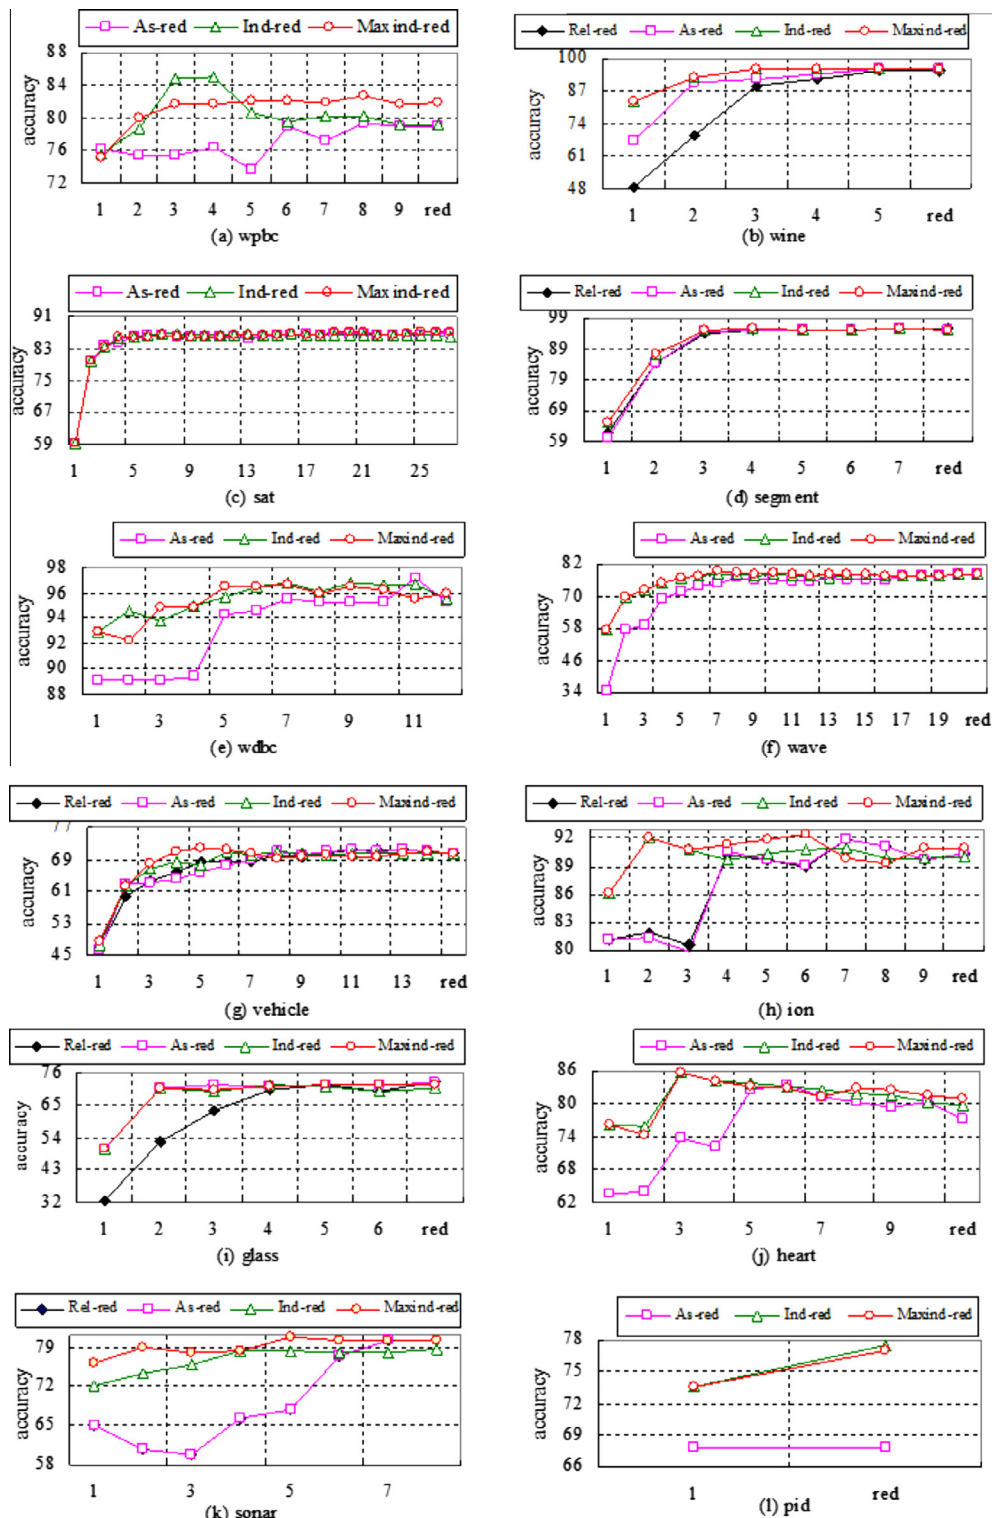 As-red Ind-red Maxind-red
88
84
80
76
72
accuracy
1 2 3 4 5 6 7 8 9 red
(a) wpbc
Rel-red As-red Ind-red Maxind-red
100
87
74
61
48
accuracy
1 2 3 4 5 red
(b) wine
As-red Ind-red Maxind-red
91
83
75
67
59
accuracy
1 5 9 13 17 21 25
(c) sat
Rel-red As-red Ind-red Maxind-red
99
89
79
69
59
accuracy
1 2 3 4 5 6 7 red
(d) segment
As-red Ind-red Maxind-red
98
96
94
92
90
88
accuracy
1 3 5 7 9 11
(e) wdbc
As-red Ind-red Maxind-red
82
70
58
46
34
accuracy
1 3 5 7 9 11 13 15 17 19 red
(f) wave
Rel-red As-red Ind-red Maxind-red
77
69
61
53
45
accuracy
1 3 5 7 9 11 13 red
(g) vehicle
Rel-red As-red Ind-red Maxind-red
92
89
86
83
80
accuracy
1 2 3 4 5 6 7 8 9 red
(h) ion
Rel-red As-red Ind-red Maxind-red
76
65
54
43
32
accuracy
1 2 3 4 5 6 red
(i) glass
As-red Ind-red Maxind-red
86
80
74
68
62
accuracy
1 3 5 7 9 red
(j) heart
Rel-red As-red Ind-red Maxind-red
79
72
65
58
accuracy
1 3 5 7
(k) sonar
As-red Ind-red Maxind-red
78
75
72
69
66
accuracy
1 red
(l) pid